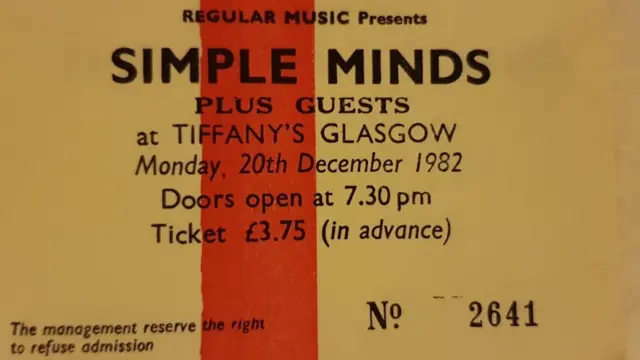 REGULAR MUSIC Presents
SIMPLE MINDS
PLUS GUESTS
at TIFFANY'S GLASGOW
Monday, 20th December 1982
Doors open at 7.30 pm
Ticket £3.75 (in advance)
Nº 2641
The management reserve the right
to refuse admission